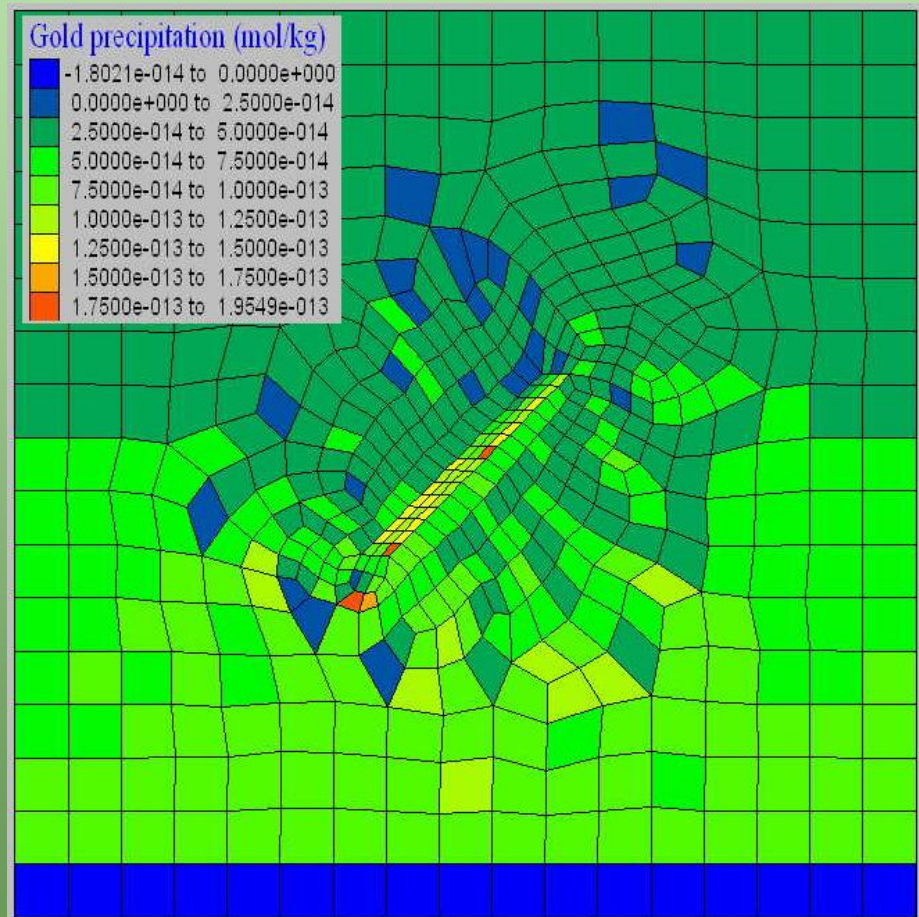 Gold precipitation (mol/kg)
-1.8021e-014 to 0.0000e+000
0.0000e+000 to 2.5000e-014
2.5000e-014 to 5.0000e-014
5.0000e-014 to 7.5000e-014
7.5000e-014 to 1.0000e-013
1.0000e-013 to 1.2500e-013
1.2500e-013 to 1.5000e-013
1.5000e-013 to 1.7500e-013
1.7500e-013 to 1.9549e-013